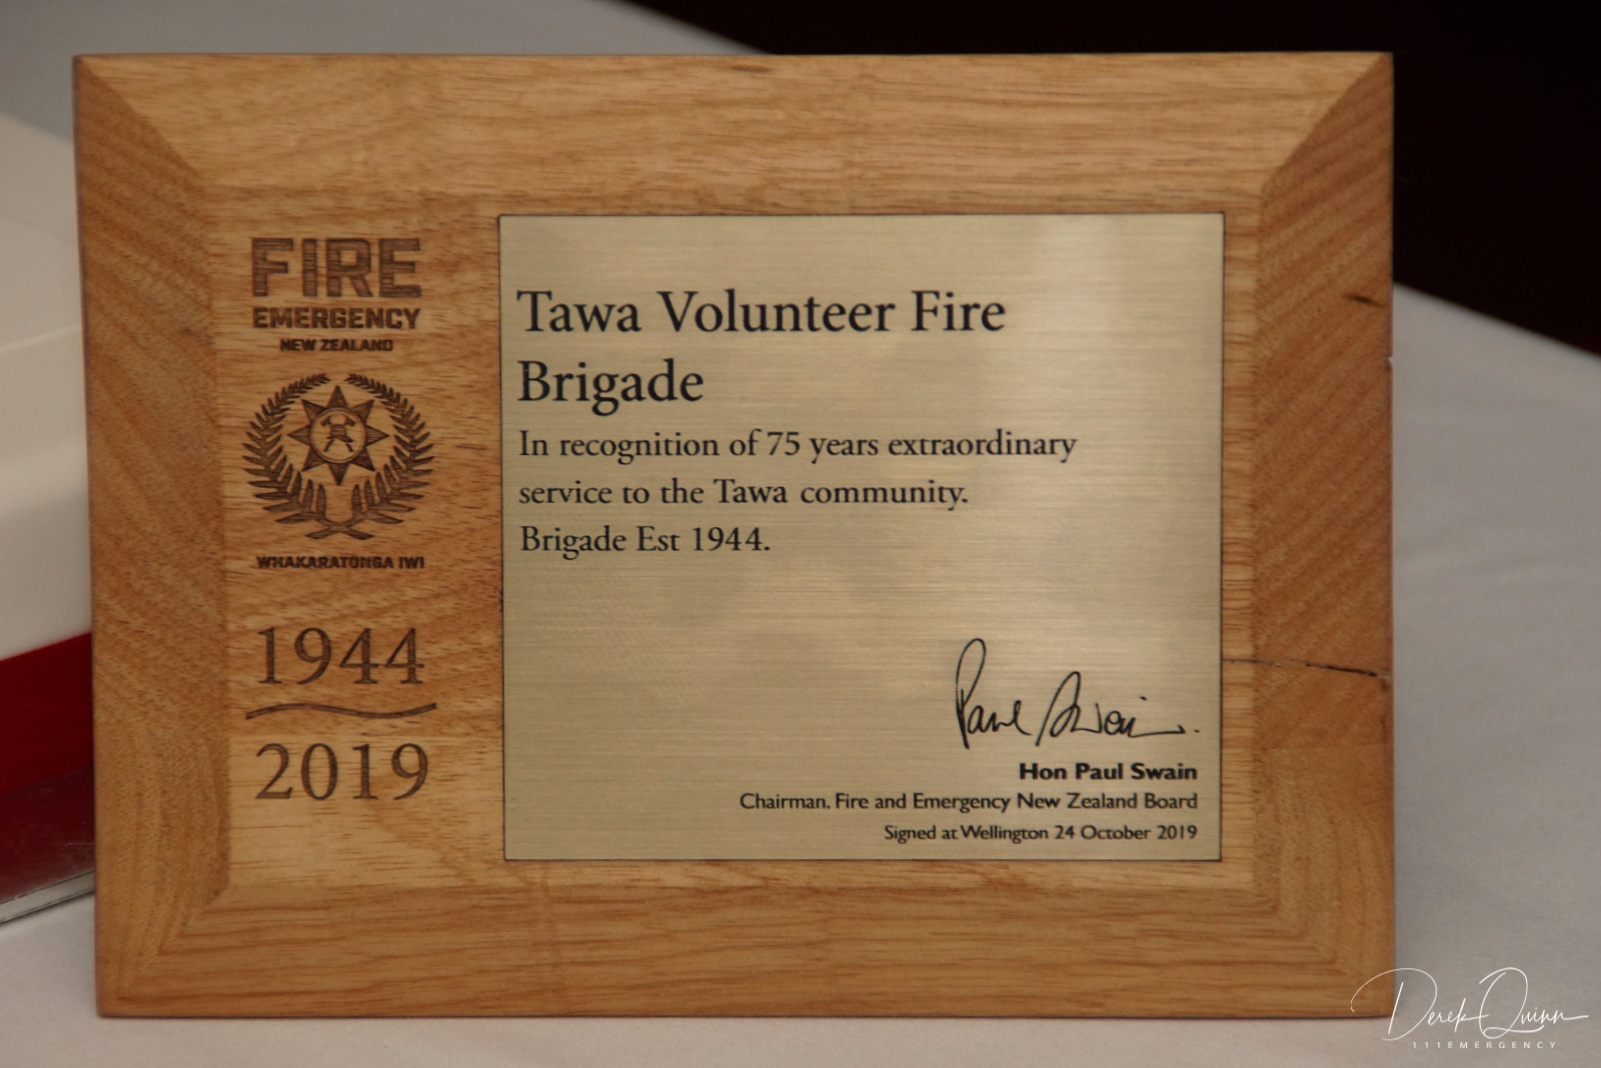 FIRE
EMERGENCY
NEW ZEALAND
WHAKARATONGA IWI
1944
2019
Tawa Volunteer Fire
Brigade
In recognition of 75 years extraordinary
service to the Tawa community.
Brigade Est 1944.
Paul Swain.
Hon Paul Swain
Chairman, Fire and Emergency New Zealand Board
Signed at Wellington 24 October 2019
Derek Quinn
111EMERGENCY